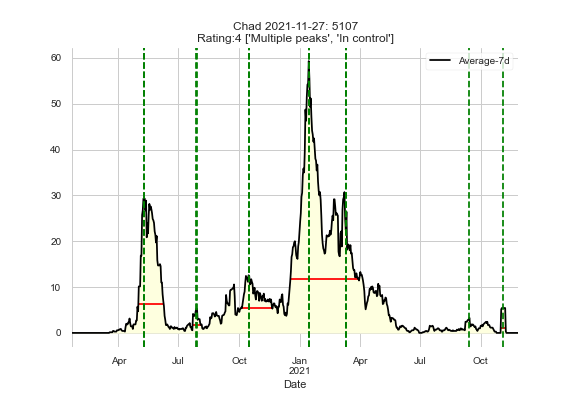 Chad 2021-11-27: 5107
Rating:4 ['Multiple peaks', 'In control']
Average-7d
60
50
40
30
20
10
0
Apr Jul Oct Jan Apr Jul Oct
2021
Date